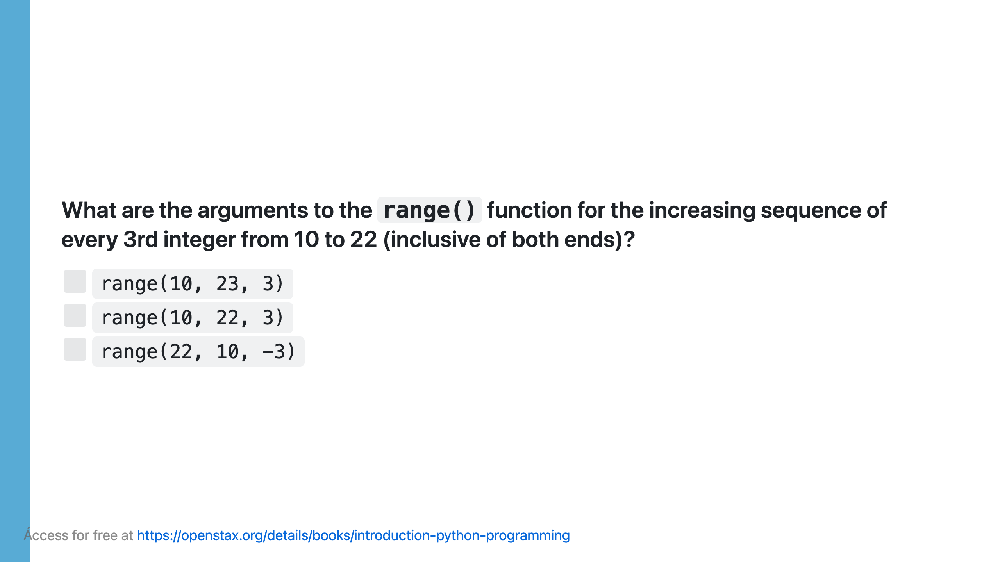 What are the arguments to the range() function for the increasing sequence of
every 3rd integer from 10 to 22 (inclusive of both ends)?
range(10, 23, 3)
range(10, 22, 3)
range(22, 10, -3)
Áccess for free at https://openstax.org/details/books/introduction-python-programming